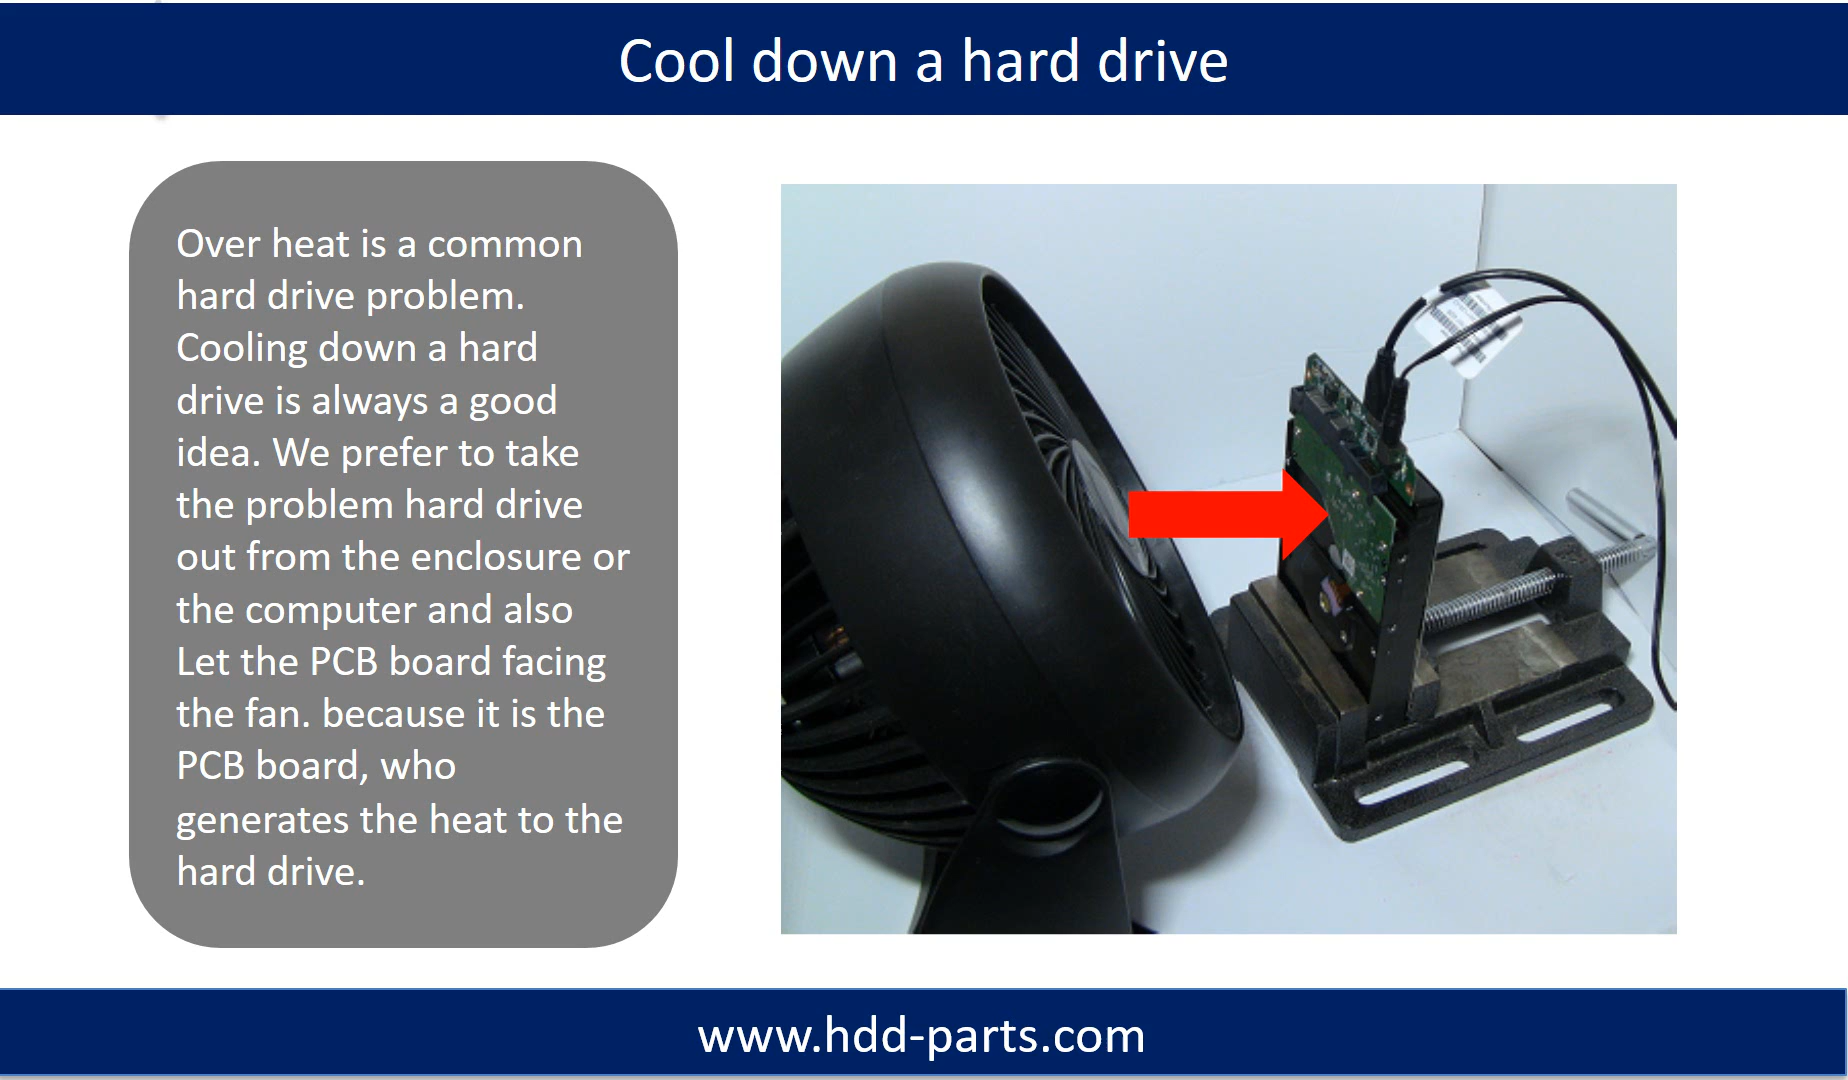 Cool down a hard drive
Over heat is a common
hard drive problem.
Cooling down a hard
drive is always a good
idea. We prefer to take
the problem hard drive
out from the enclosure or
the computer and also
Let the PCB board facing
the fan. because it is the
PCB board, who
generates the heat to the
hard drive.
www.hdd-parts.com